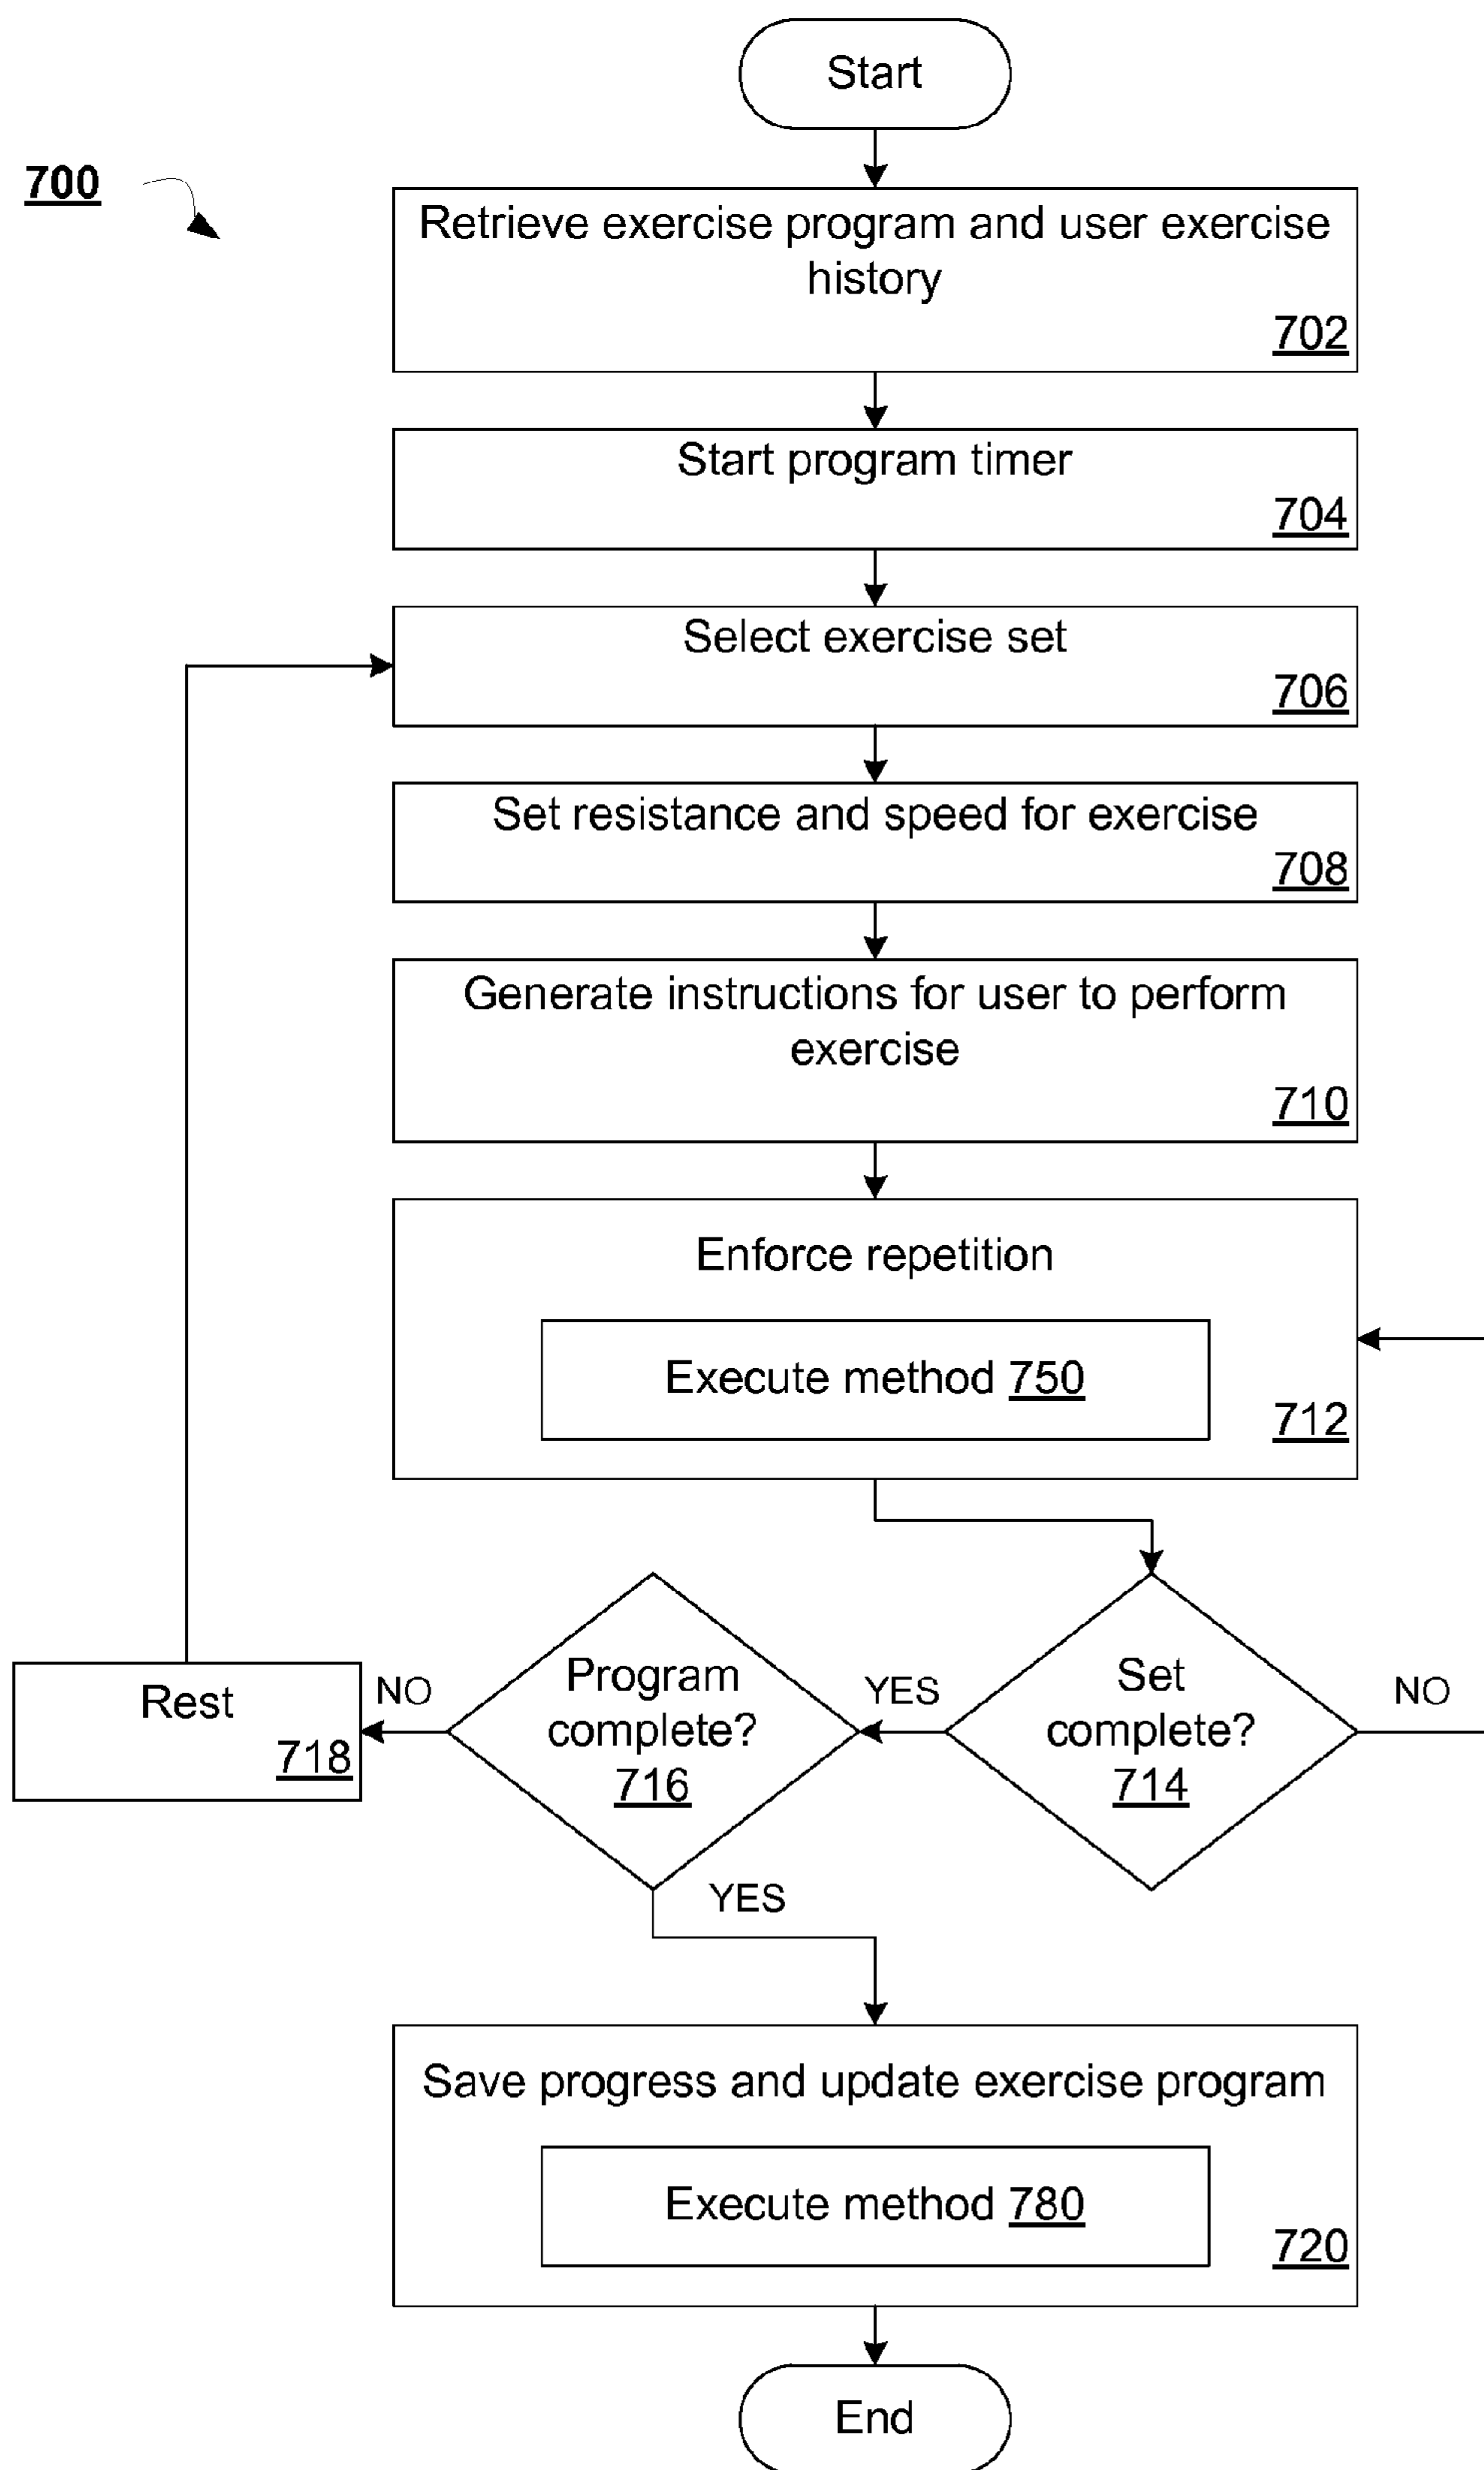 Start
700
Retrieve exercise program and user exercise
history
702
Start program timer
704
Select exercise set
706
Set resistance and speed for exercise
708
Generate instructions for user to perform
exercise
710
Enforce repetition
Execute method 750
712
Rest
718
NO
Program
complete?
716
YES
Set
complete?
714
NO
YES
Save progress and update exercise program
Execute method 780
720
End